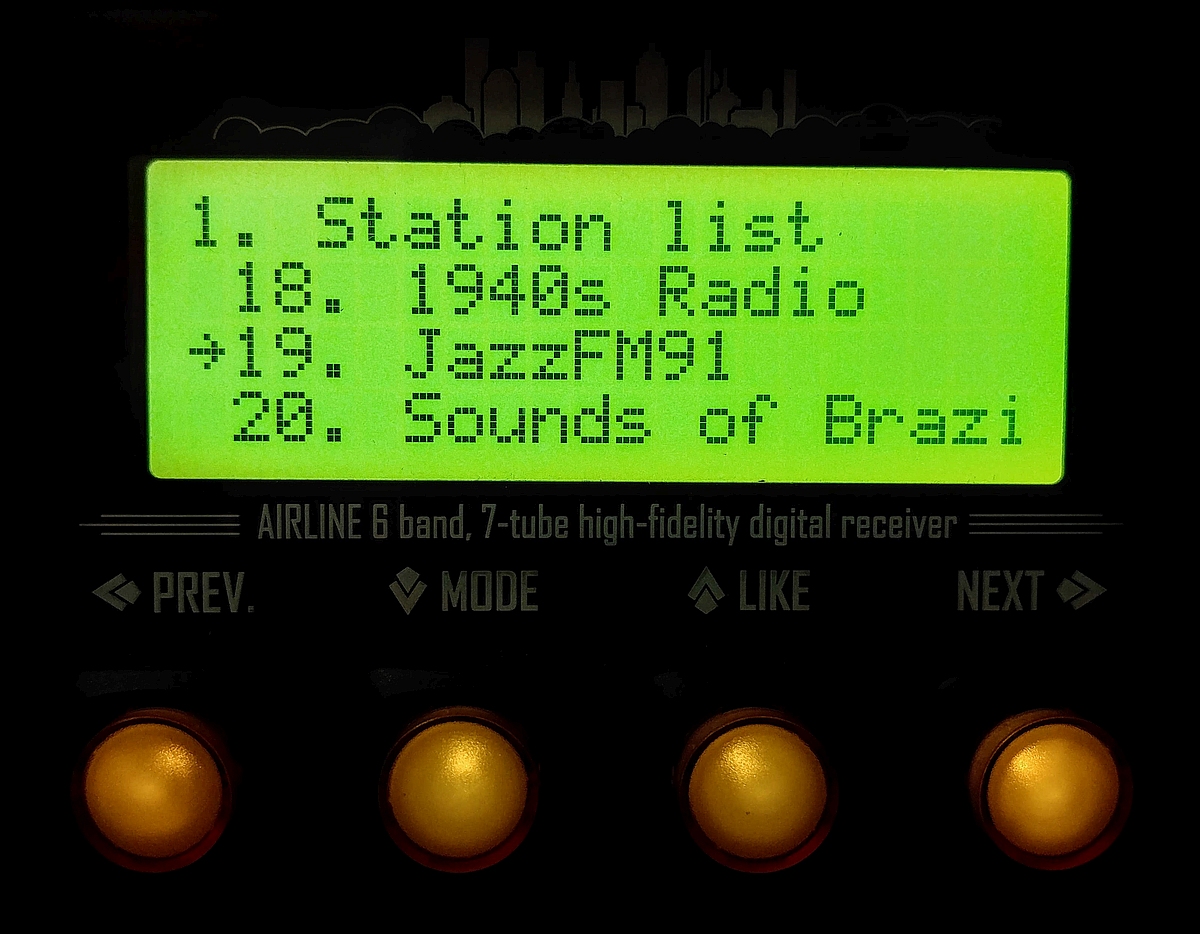 1. Station list
18. 1940s Radio
→19. JazzFM91
20. Sounds of Brazi
AIRLINE 6 band, 7-tube high-fidelity digital receiver
PREV. MODE LIKE NEXT